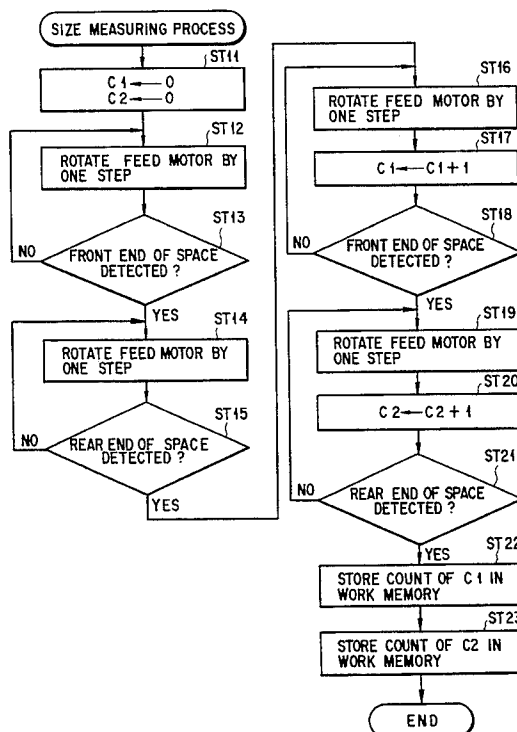 SIZE MEASURING PROCESS
ST11
C1 ← 0
C2 ← 0
ST12
ROTATE FEED MOTOR BY
ONE STEP
ST13
FRONT END OF SPACE
DETECTED ?
NO
YES
ST14
ROTATE FEED MOTOR BY
ONE STEP
ST15
REAR END OF SPACE
DETECTED ?
NO
YES
ST16
ROTATE FEED MOTOR BY
ONE STEP
ST17
C1 ← C1+1
ST18
FRONT END OF SPACE
DETECTED ?
NO
YES
ST19
ROTATE FEED MOTOR BY
ONE STEP
ST20
C2 ← C2+1
ST21
REAR END OF SPACE
DETECTED ?
NO
YES
ST22
STORE COUNT OF C1 IN
WORK MEMORY
ST23
STORE COUNT OF C2 IN
WORK MEMORY
END